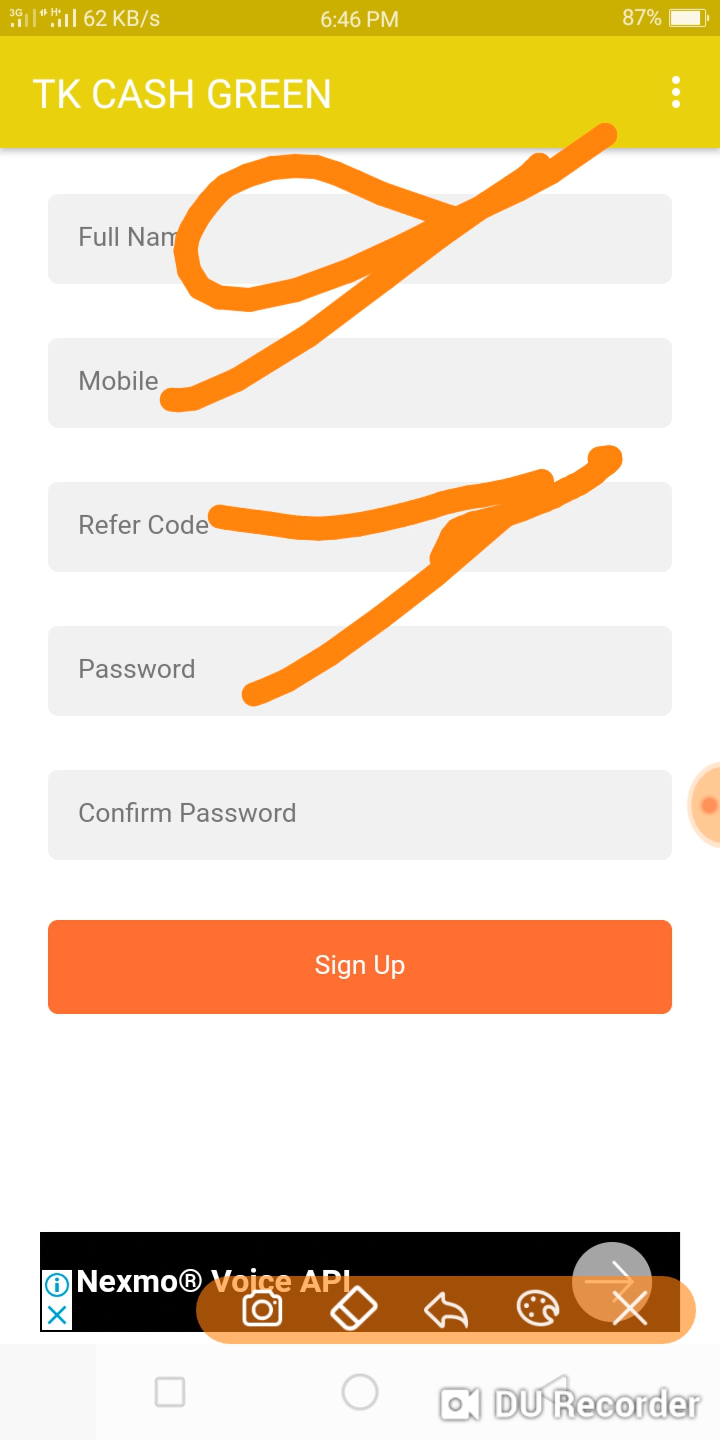 3G H+ 62 KB/s 6:46 PM 87%
TK CASH GREEN
Full Nam
Mobile
Refer Code
Password
Confirm Password
Sign Up
Nexmo® Voice API
DU Recorder